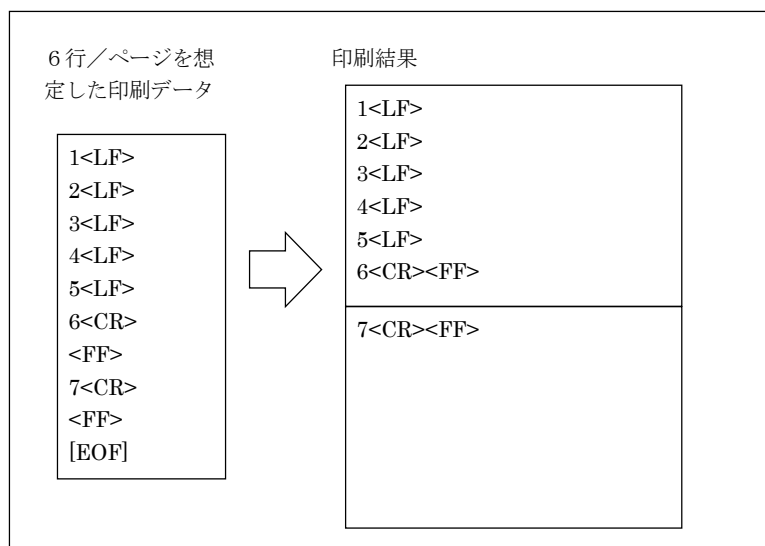 ６行／ページを想
定した印刷データ
1<LF>
2<LF>
3<LF>
4<LF>
5<LF>
6<CR>
<FF>
7<CR>
<FF>
[EOF]
印刷結果
1<LF>
2<LF>
3<LF>
4<LF>
5<LF>
6<CR><FF>
7<CR><FF>